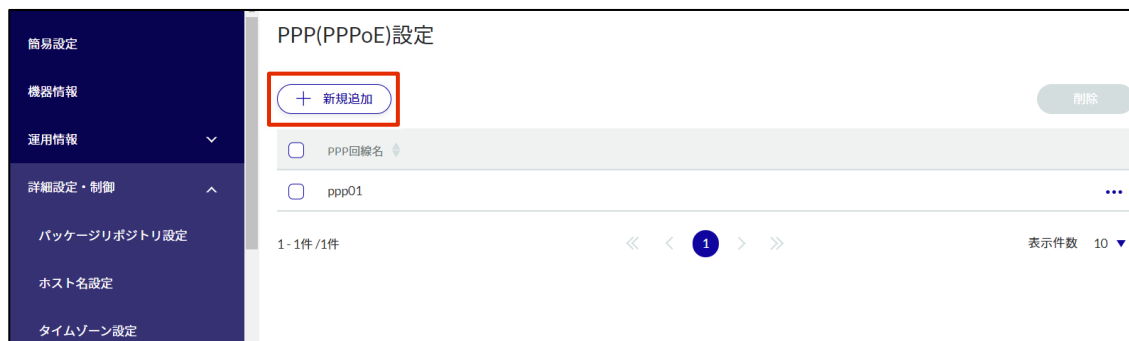 簡易設定
機器情報
運用情報
詳細設定・制御
パッケージリポジトリ設定
ホスト名設定
タイムゾーン設定
PPP(PPPoE)設定
+ 新規追加
削除
PPP回線名
ppp01
...
1 - 1件 /1件
≪ < 1 > ≫
表示件数 10 ▼